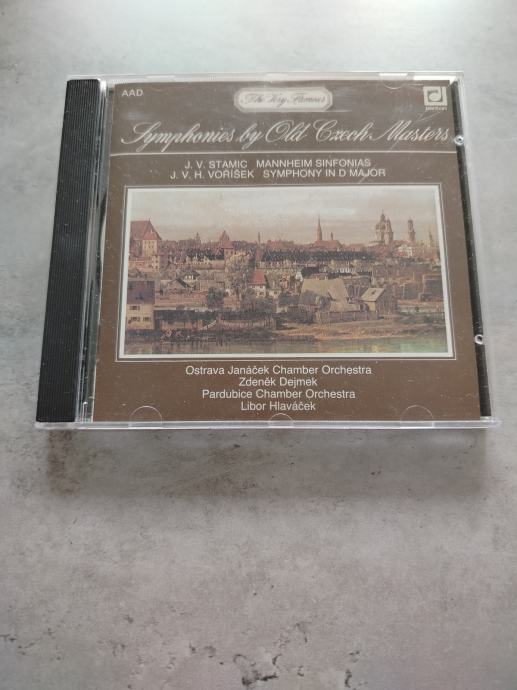 AAD
The Very Famous
panton
Symphonies by Old Czech Masters
J. V. STAMIC MANNHEIM SINFONIAS
J. V. H. VOŘÍŠEK SYMPHONY IN D MAJOR
Ostrava Janáček Chamber Orchestra
Zdeněk Dejmek
Pardubice Chamber Orchestra
Libor Hlaváček